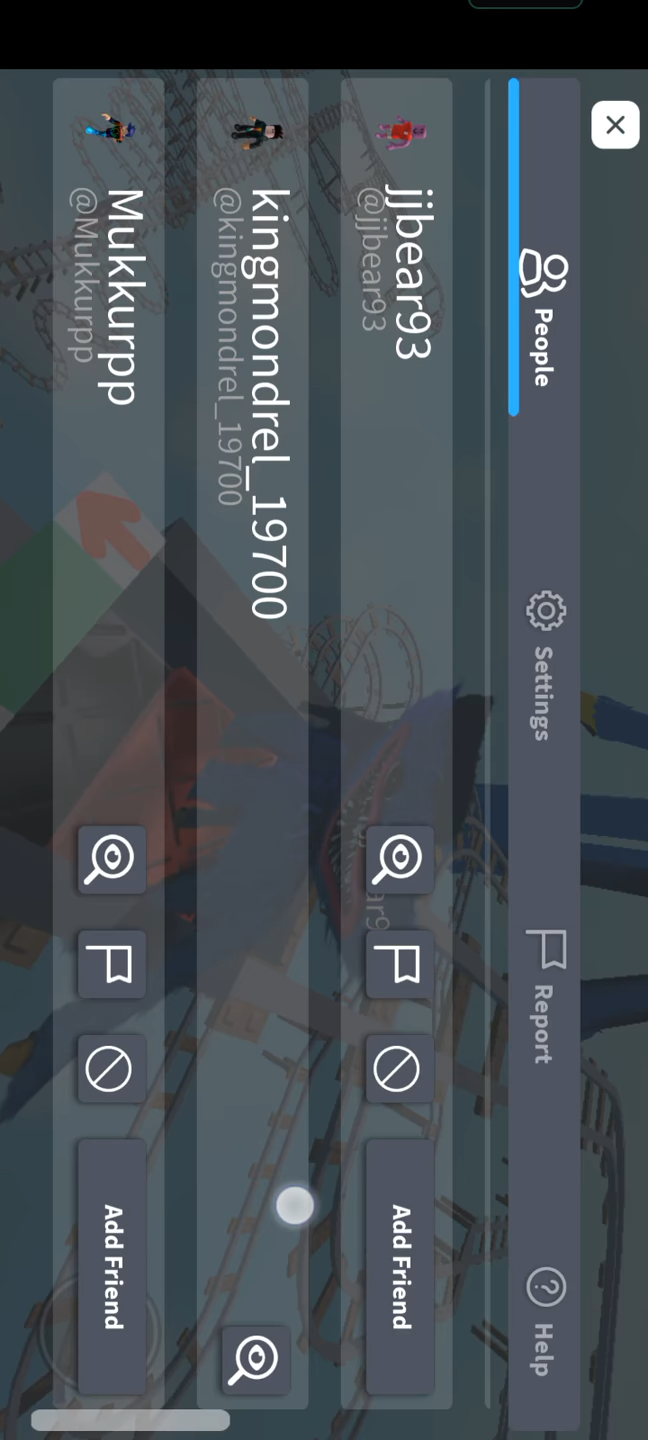 People
Settings
Report
Help
jjbear93
@jjbear93
Add Friend
kingmondrel_19700
@kingmondrel_19700
Mukkurpp
@Mukkurpp
Add Friend